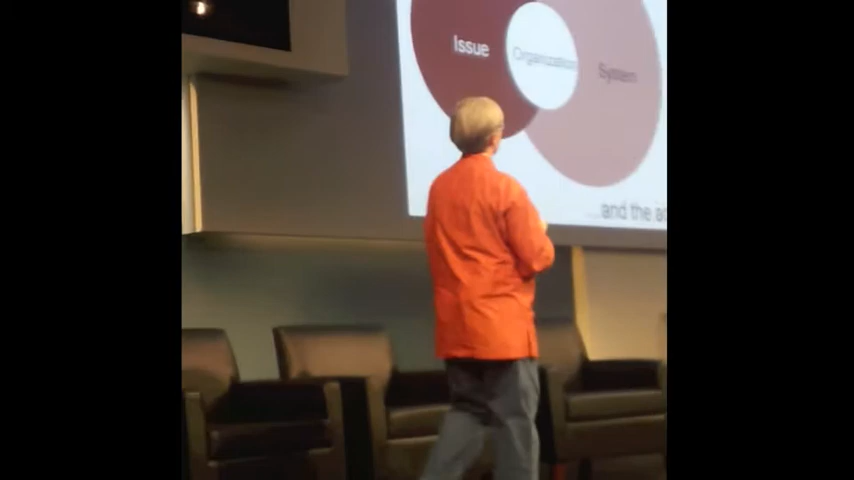 Issue
Organization
System
...and the